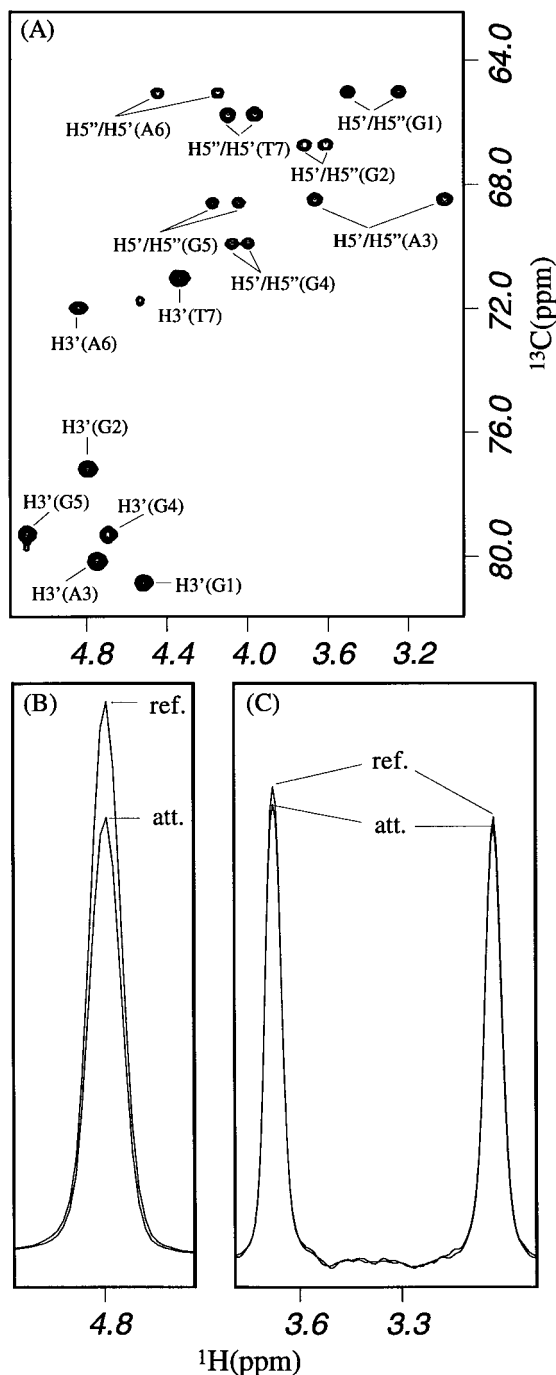 (A)
64.0
H5''/H5'(A6)
H5'/H5''(G1)
H5''/H5'(T7)
H5'/H5''(G2)
68.0
H5'/H5''(G5)
H5'/H5''(A3)
H5'/H5''(G4)
72.0
H3'(A6)
H3'(T7)
13C(ppm)
76.0
H3'(G2)
H3'(G5)
H3'(G4)
80.0
H3'(A3)
H3'(G1)
4.8 4.4 4.0 3.6 3.2
(B)
ref.
att.
(C)
ref.
att.
4.8
3.6 3.3
1H(ppm)